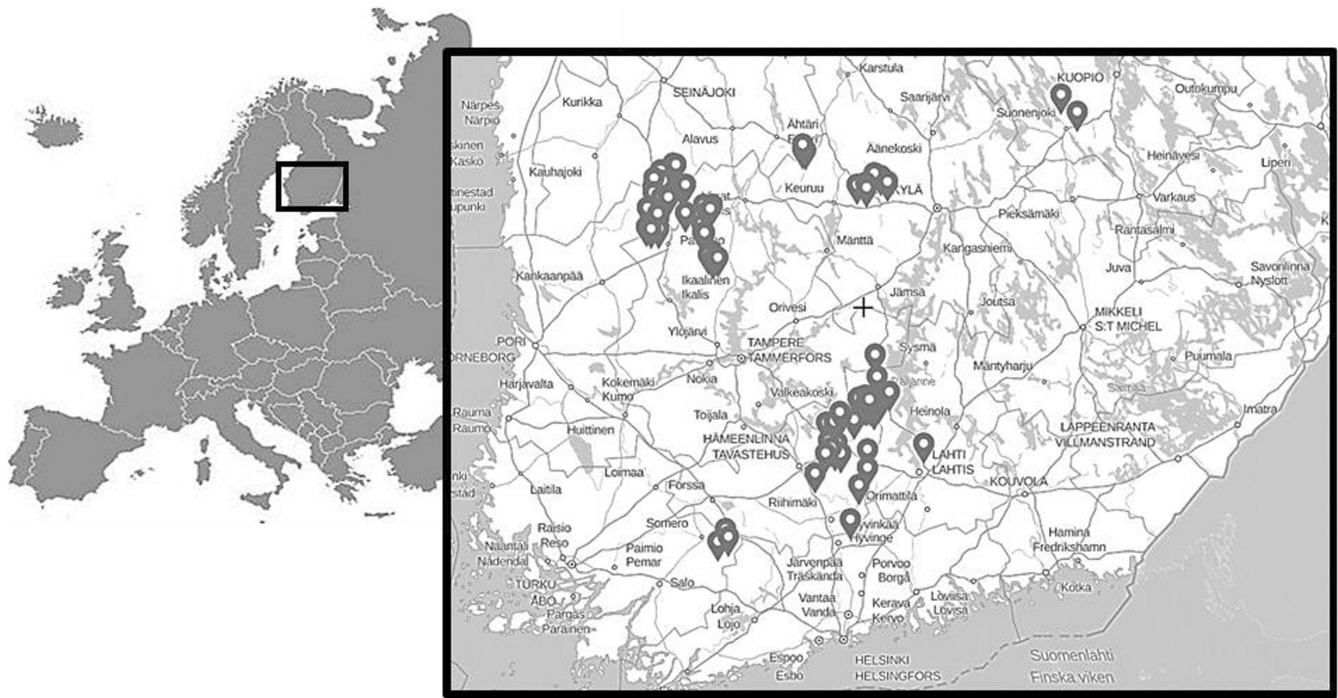 Karstula
KUOPIO
SEINÄJOKI
Outokumpu
Närpes
Närpiö
Kurikka
Saarijärvi
Suonenjoki
Alavus
Ähtäri
Äänekoski
Kaskö
Heinävesi
Liperi
Kauhajoki
Keuruu
KYLÄ
Varkaus
Pieksämäki
Rantasalmi
Mänttä
Kangasniemi
Juva
Savonlinna
Nyslott
Kankaanpää
Ikaalinen
Ikalis
Jämsä
Orivesi
Joutsa
MIKKELI
S:T MICHEL
Ylöjärvi
PORI
TAMPERE
TAMMERFORS
Sysmä
Puumala
Nokia
Mäntyharju
Harjavalta
Kokemäki
Kumo
Valkeakoski
Saimaa
Rauma
Raumo
Toijala
Heinola
Imatra
Huittinen
HÄMEENLINNA
TAVASTEHUS
LAPPEENRANTA
VILLMANSTRAND
LAHTI
LAHTIS
Loimaa
Laitila
Forssa
KOUVOLA
Riihimäki
Orimattila
Somero
Raisio
Reso
Hyvinge
Hamina
Fredrikshamn
Naantali
Nådendal
Paimio
Pemar
Järvenpää
Träskända
Porvoo
Borgå
TURKU
ÅBO
Salo
Kotka
Pargas
Parainen
Lohja
Lojo
Vantaa
Vanda
Kerava
Kervo
Loviisa
Lovisa
Espoo
Esbo
HELSINKI
HELSINGFORS
Suomenlahti
Finska viken